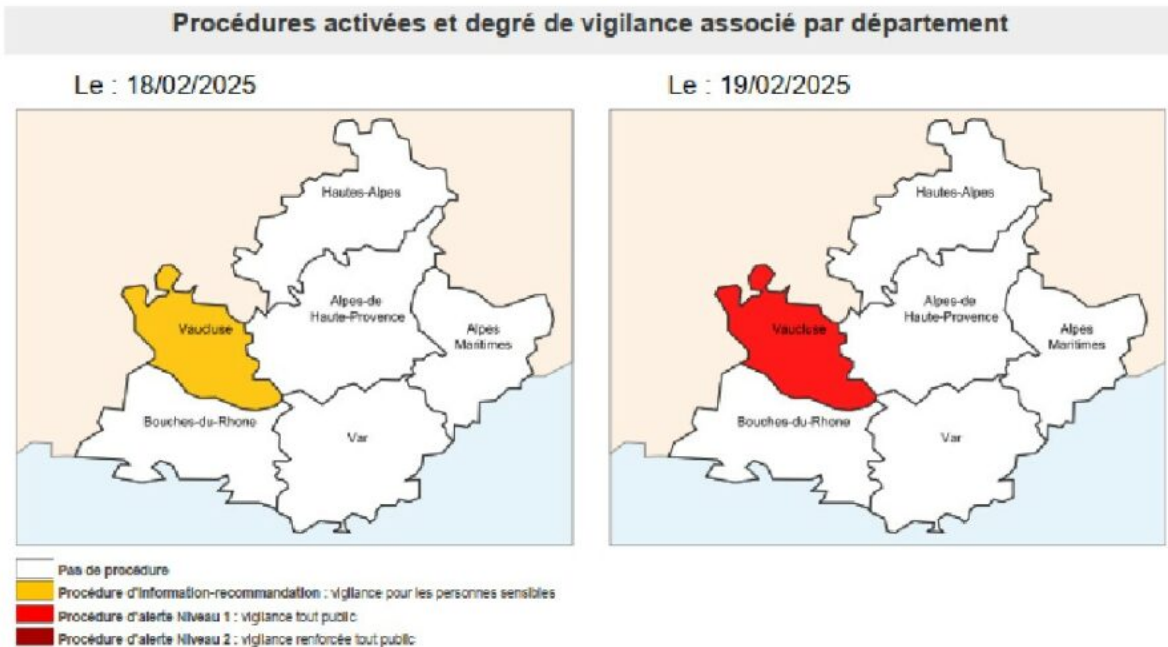 Procédures activées et degré de vigilance associé par département
Le : 18/02/2025
Le : 19/02/2025
Hautes-Alpes
Alpes-de
Haute-Provence
Vaucluse
Alpes
Maritimes
Bouches-du-Rhone
Var
Hautes-Alpes
Alpes-de
Haute-Provence
Vaucluse
Alpes
Maritimes
Bouches-du-Rhone
Var
Pas de procédure
Procédure d'information-recommandation : vigilance pour les personnes sensibles
Procédure d'alerte Niveau 1 : vigilance tout public
Procédure d'alerte Niveau 2 : vigilance renforcée tout public